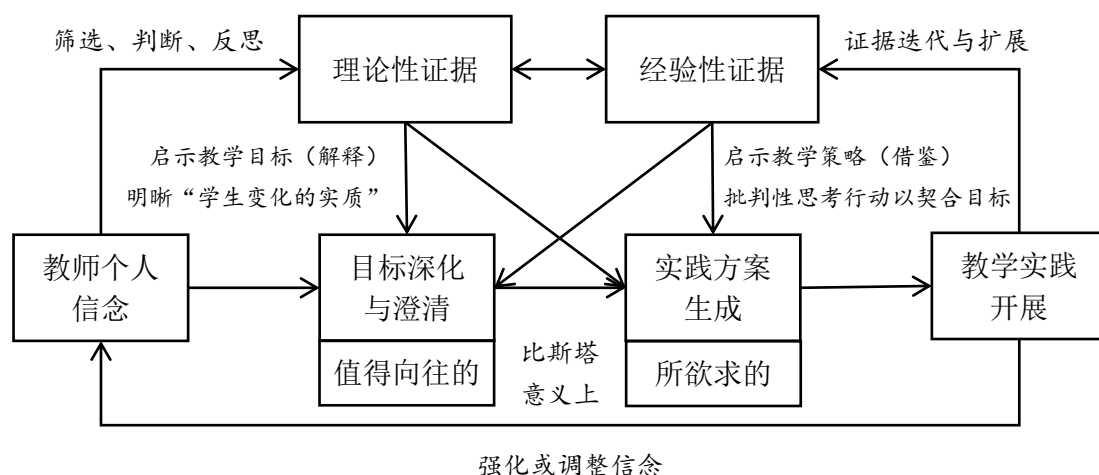 筛选、判断、反思
理论性证据
经验性证据
证据迭代与扩展
启示教学目标（解释）
明晰“学生变化的实质”
启示教学策略（借鉴）
批判性思考行动以契合目标
教师个人
信念
目标深化
与澄清
实践方案
生成
教学实践
开展
值得向往的
比斯塔
意义上
所欲求的
强化或调整信念